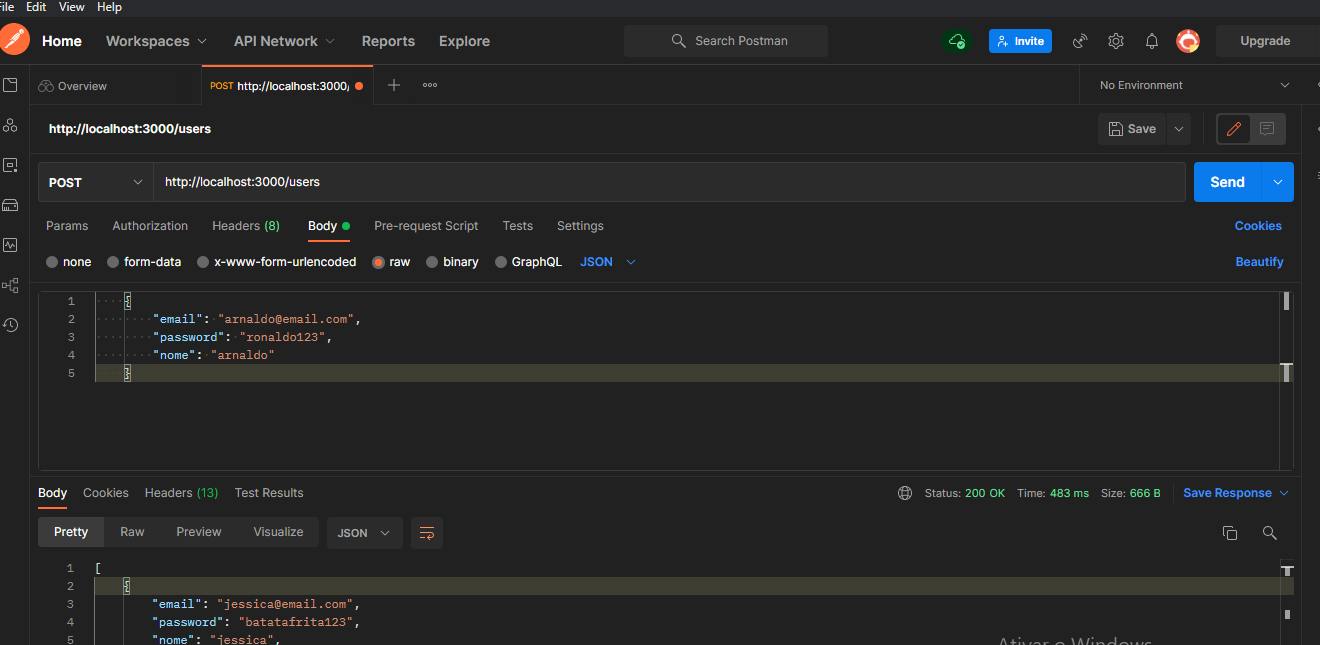 File Edit View Help
Home Workspaces API Network Reports Explore Search Postman Invite Upgrade
Overview POST http://localhost:3000/ No Environment
http://localhost:3000/users Save
POST http://localhost:3000/users Send
Params Authorization Headers (8) Body Pre-request Script Tests Settings Cookies
none form-data x-www-form-urlencoded raw binary GraphQL JSON Beautify
1 {
2 "email": "arnaldo@email.com",
3 "password": "ronaldo123",
4 "nome": "arnaldo"
5 }
Body Cookies Headers (13) Test Results Status: 200 OK Time: 483 ms Size: 666 B Save Response
Pretty Raw Preview Visualize JSON
1 [
2 {
3 "email": "jessica@email.com",
4 "password": "batatafrita123",
5 "nome": "jessica",
Ativar o Windows